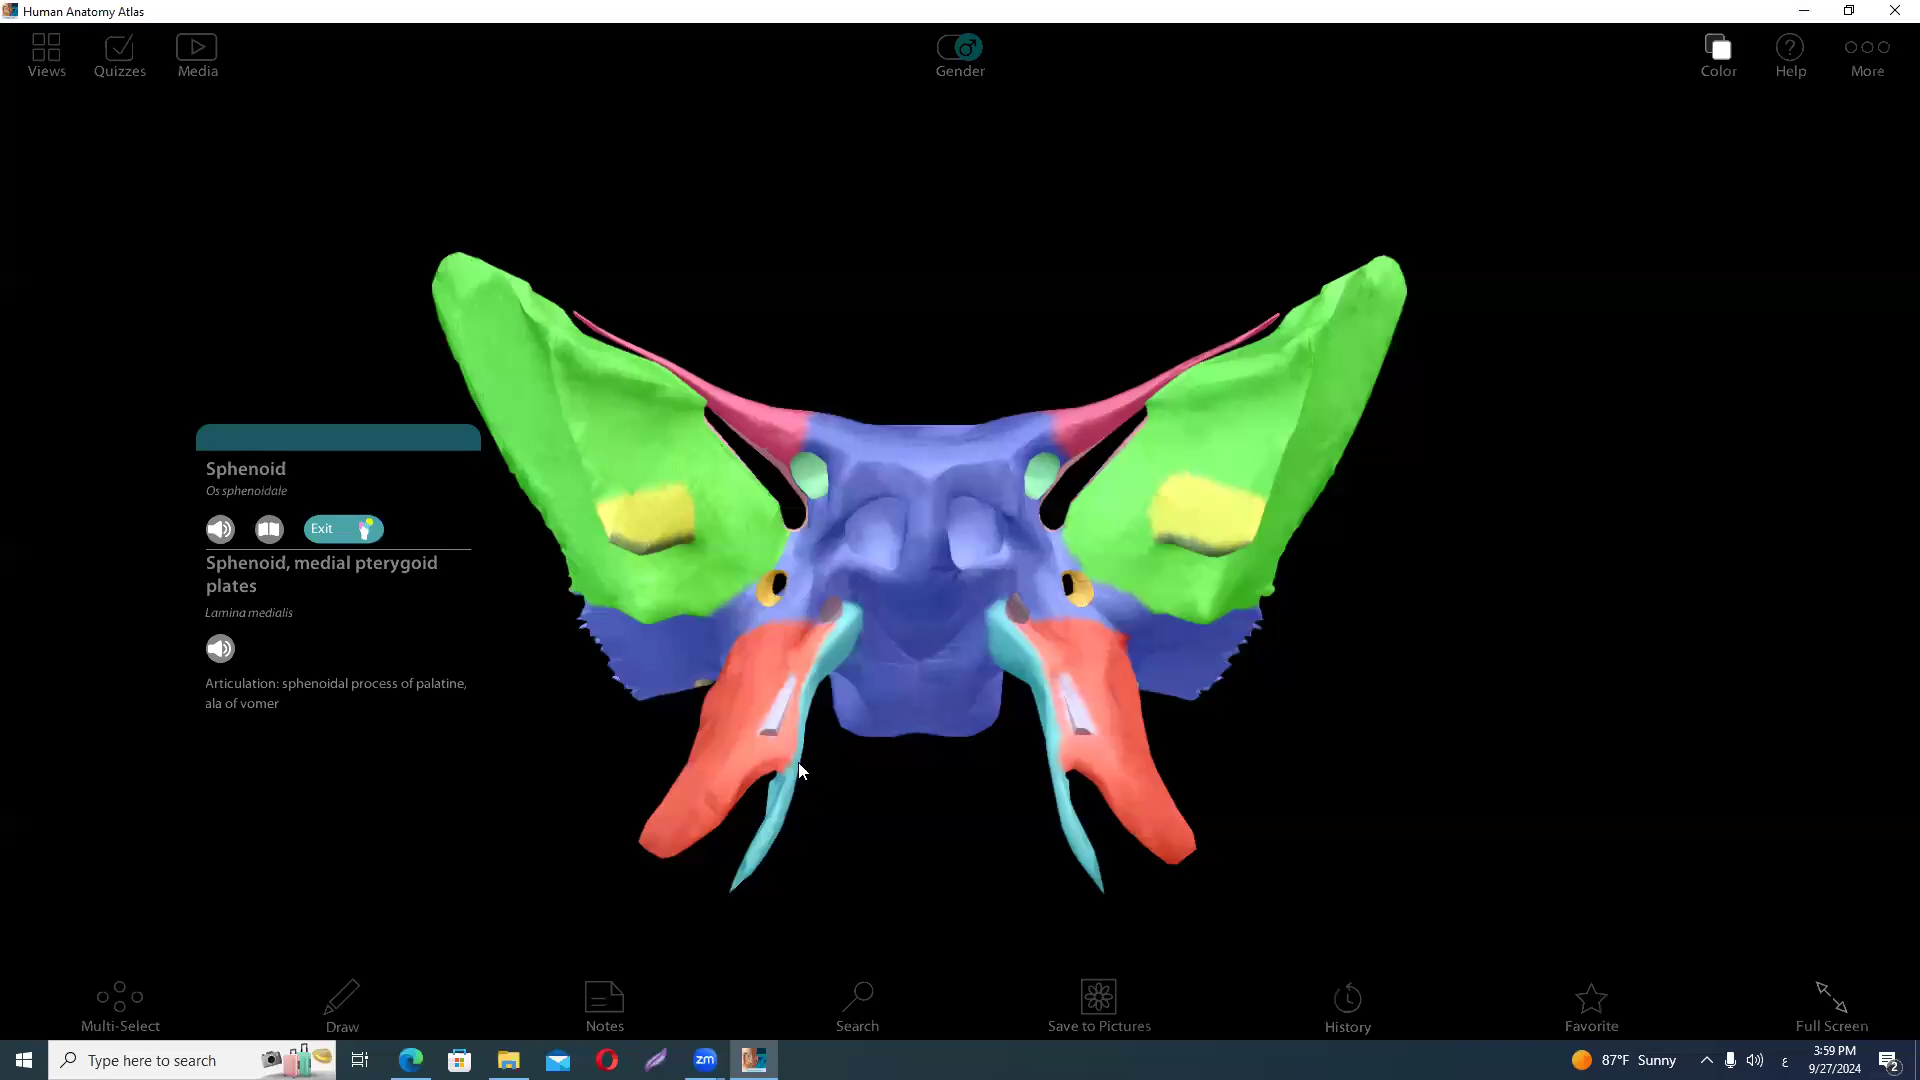 Human Anatomy Atlas
Views
Quizzes
Media
Gender
Color
Help
More
Sphenoid
Os sphenoidale
Exit
Sphenoid, medial pterygoid
plates
Lamina medialis
Articulation: sphenoidal process of palatine,
ala of vomer
Multi-Select
Draw
Notes
Search
Save to Pictures
History
Favorite
Full Screen
Type here to search
zm
87°F Sunny
ع
3:59 PM
9/27/2024
2